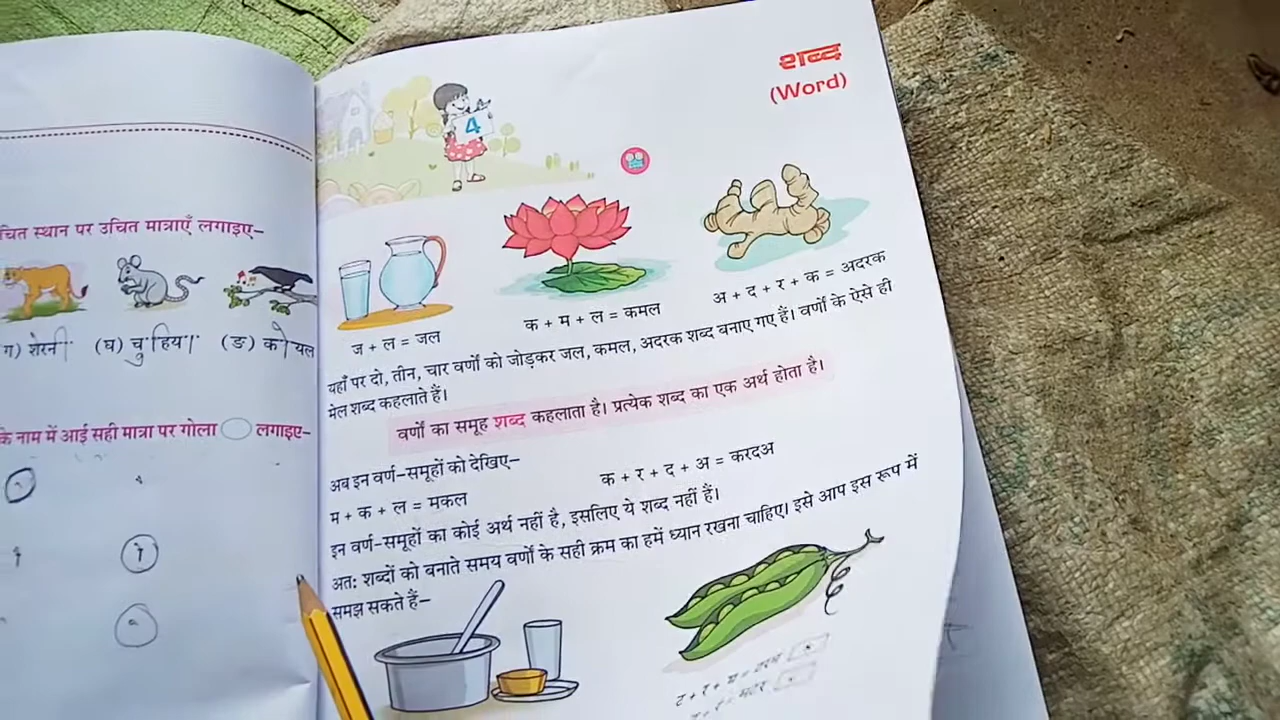 चित स्थान पर उचित मात्राएँ लगाइए–
ग) शेरनी (घ) चुहिया (ङ) कोयल
के नाम में आई सही मात्रा पर गोला लगाइए–
शब्द
(Word)
4
ज + ल = जल
क + म + ल = कमल
अ + द + र + क = अदरक
यहाँ पर दो, तीन, चार वर्णों को जोड़कर जल, कमल, अदरक शब्द बनाए गए हैं। वर्णों के ऐसे ही
मेल शब्द कहलाते हैं।
वर्णों का समूह शब्द कहलाता है। प्रत्येक शब्द का एक अर्थ होता है।
अब इन वर्ण-समूहों को देखिए–
म + क + ल = मकल
क + र + द + अ = करदअ
इन वर्ण-समूहों का कोई अर्थ नहीं है, इसलिए ये शब्द नहीं हैं।
अतः शब्दों को बनाते समय वर्णों के सही क्रम का हमें ध्यान रखना चाहिए। इसे आप इस रूप में
समझ सकते हैं–